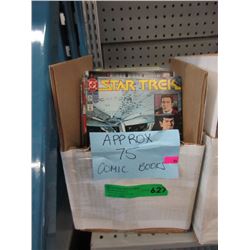 DC
STAR TREK
APPROX
75
COMIC BOOKS
627